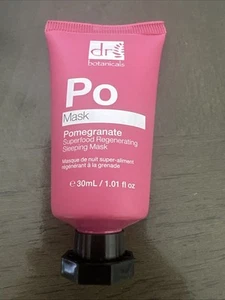 dr
botanicals
Po
Mask
Pomegranate
Superfood Regenerating
Sleeping Mask
Masque de nuit super-aliment
régénérant à la grenade
e 30mL / 1.01 fl oz